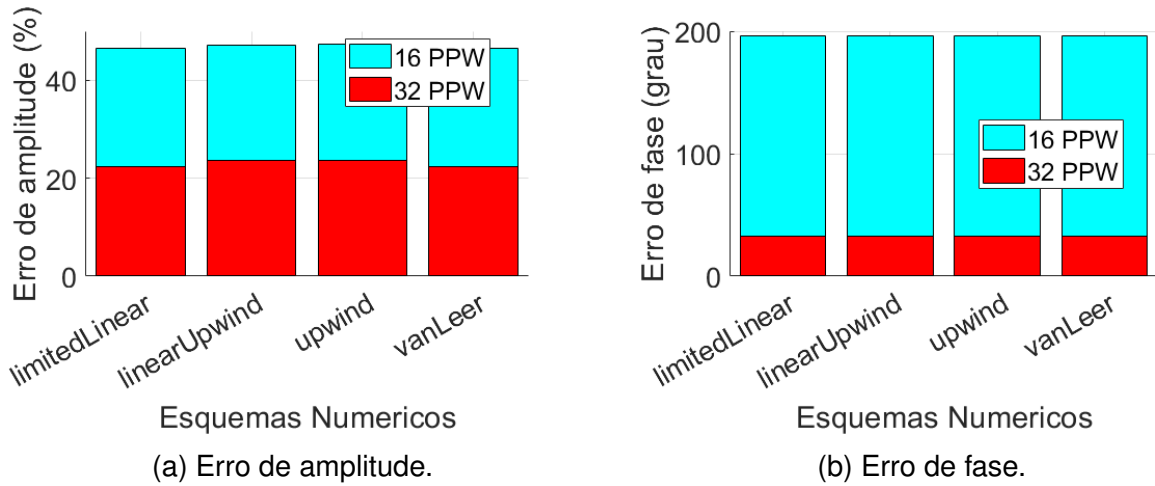 Erro de amplitude (%)
40
20
0
16 PPW
32 PPW
limitedLinear
linearUpwind
upwind
vanLeer
Esquemas Numericos
(a) Erro de amplitude.
Erro de fase (grau)
200
100
0
16 PPW
32 PPW
limitedLinear
linearUpwind
upwind
vanLeer
Esquemas Numericos
(b) Erro de fase.